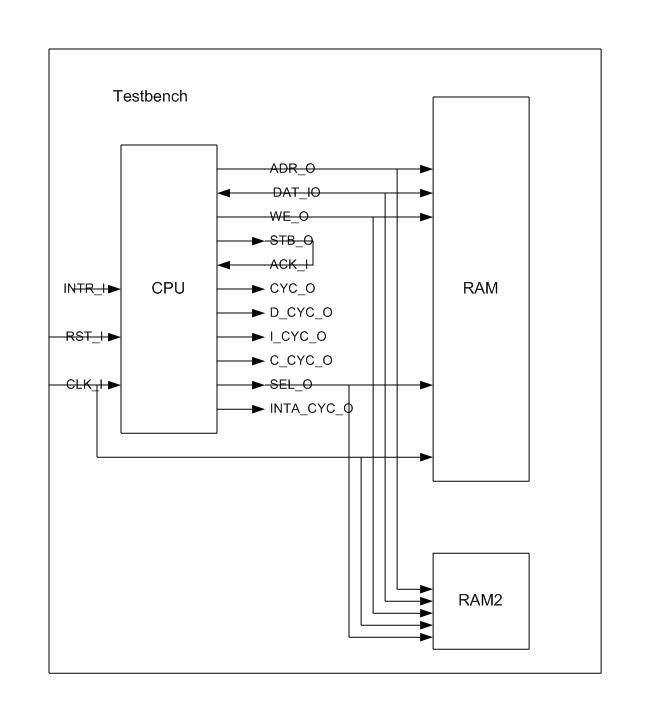 Testbench
ADR_O
DAT_IO
WE_O
STB_O
ACK_I
INTR_I
CPU
CYC_O
RAM
D_CYC_O
RST_I
I_CYC_O
C_CYC_O
CLK_I
SEL_O
INTA_CYC_O
RAM2